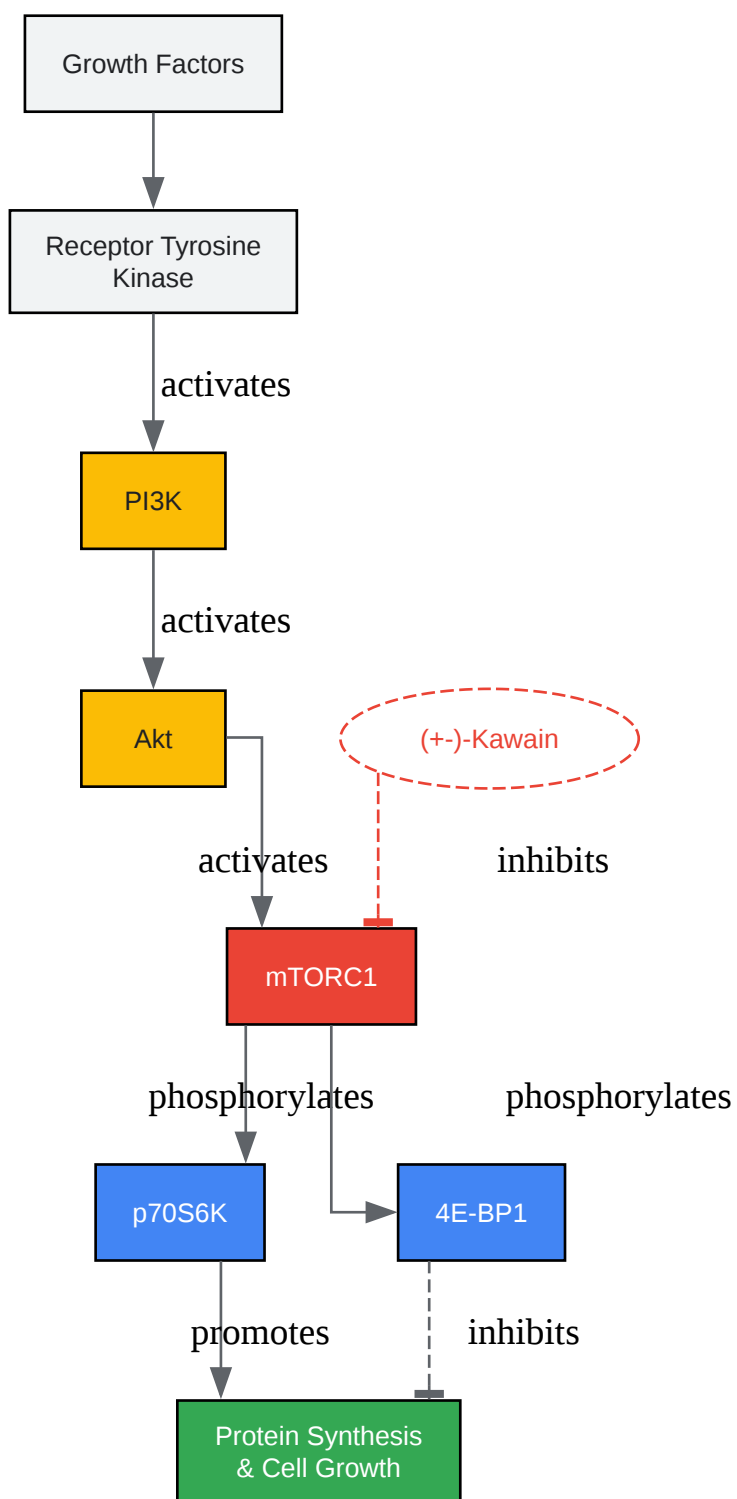 Growth Factors
Receptor Tyrosine
Kinase
activates
PI3K
activates
Akt
(+-)-Kawain
activates
inhibits
mTORC1
phosphorylates
phosphorylates
p70S6K
4E-BP1
promotes
inhibits
Protein Synthesis
& Cell Growth